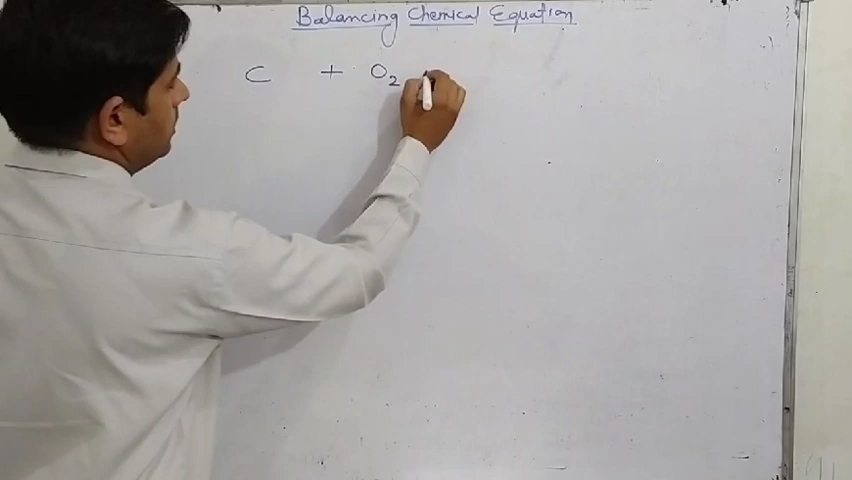 Balancing Chemical Equation
C + O₂